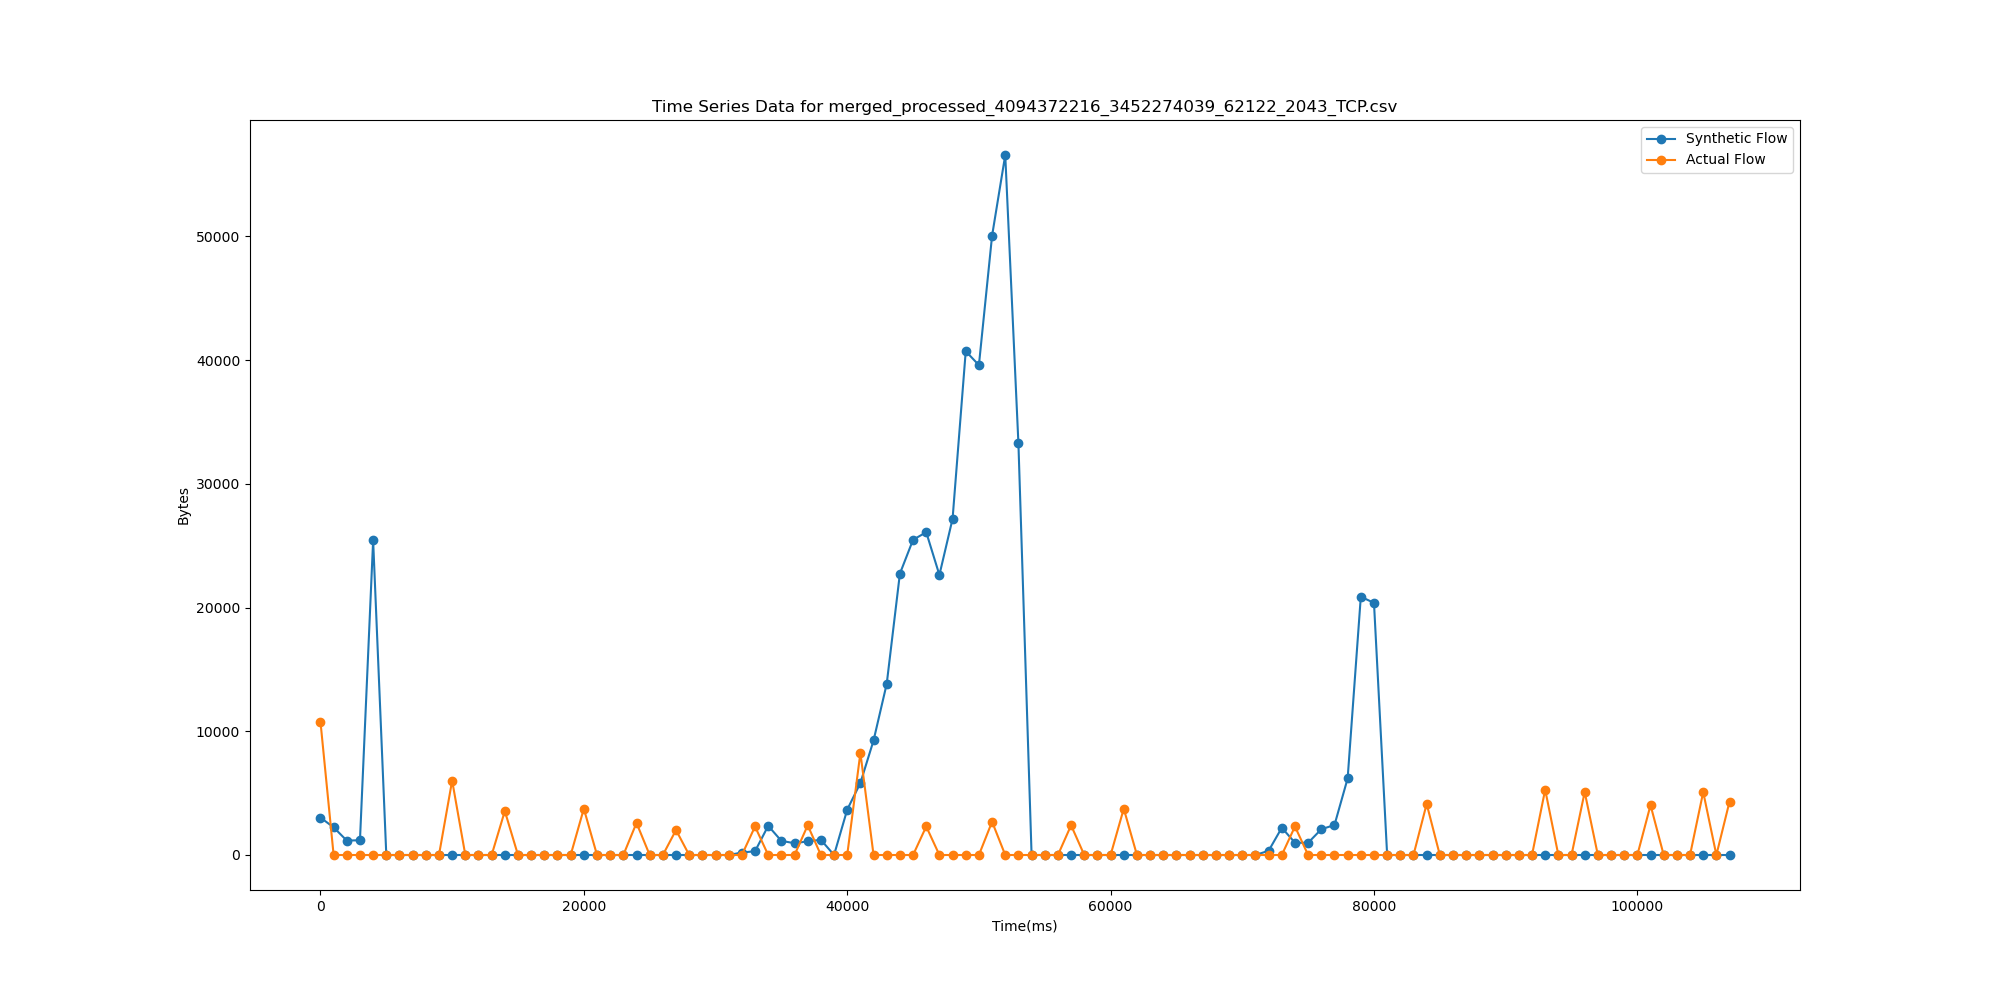 Time Series Data for merged_processed_4094372216_3452274039_62122_2043_TCP.csv
Synthetic Flow
Actual Flow
50000
40000
30000
20000
10000
0
Bytes
0 20000 40000 60000 80000 100000
Time(ms)